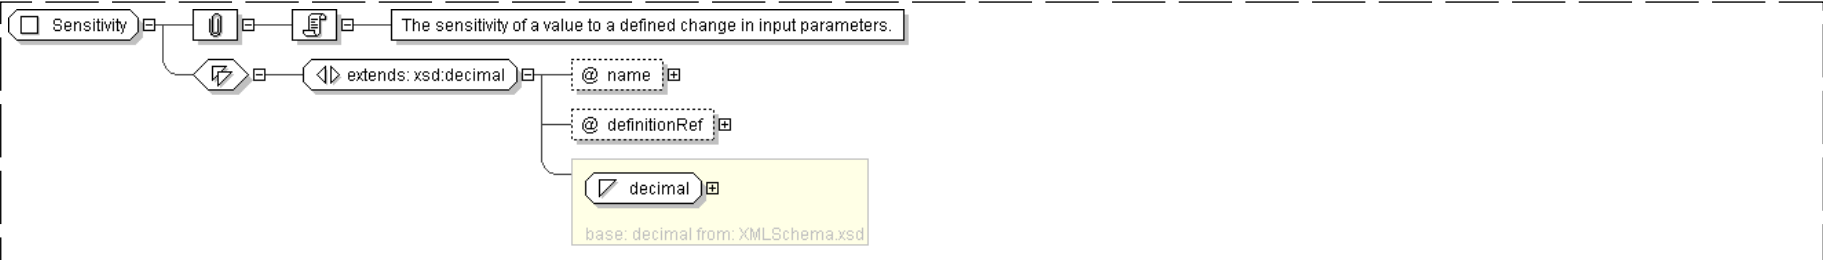 Sensitivity
The sensitivity of a value to a defined change in input parameters.
extends: xsd:decimal
@ name
@ definitionRef
decimal
base: decimal from: XMLSchema.xsd